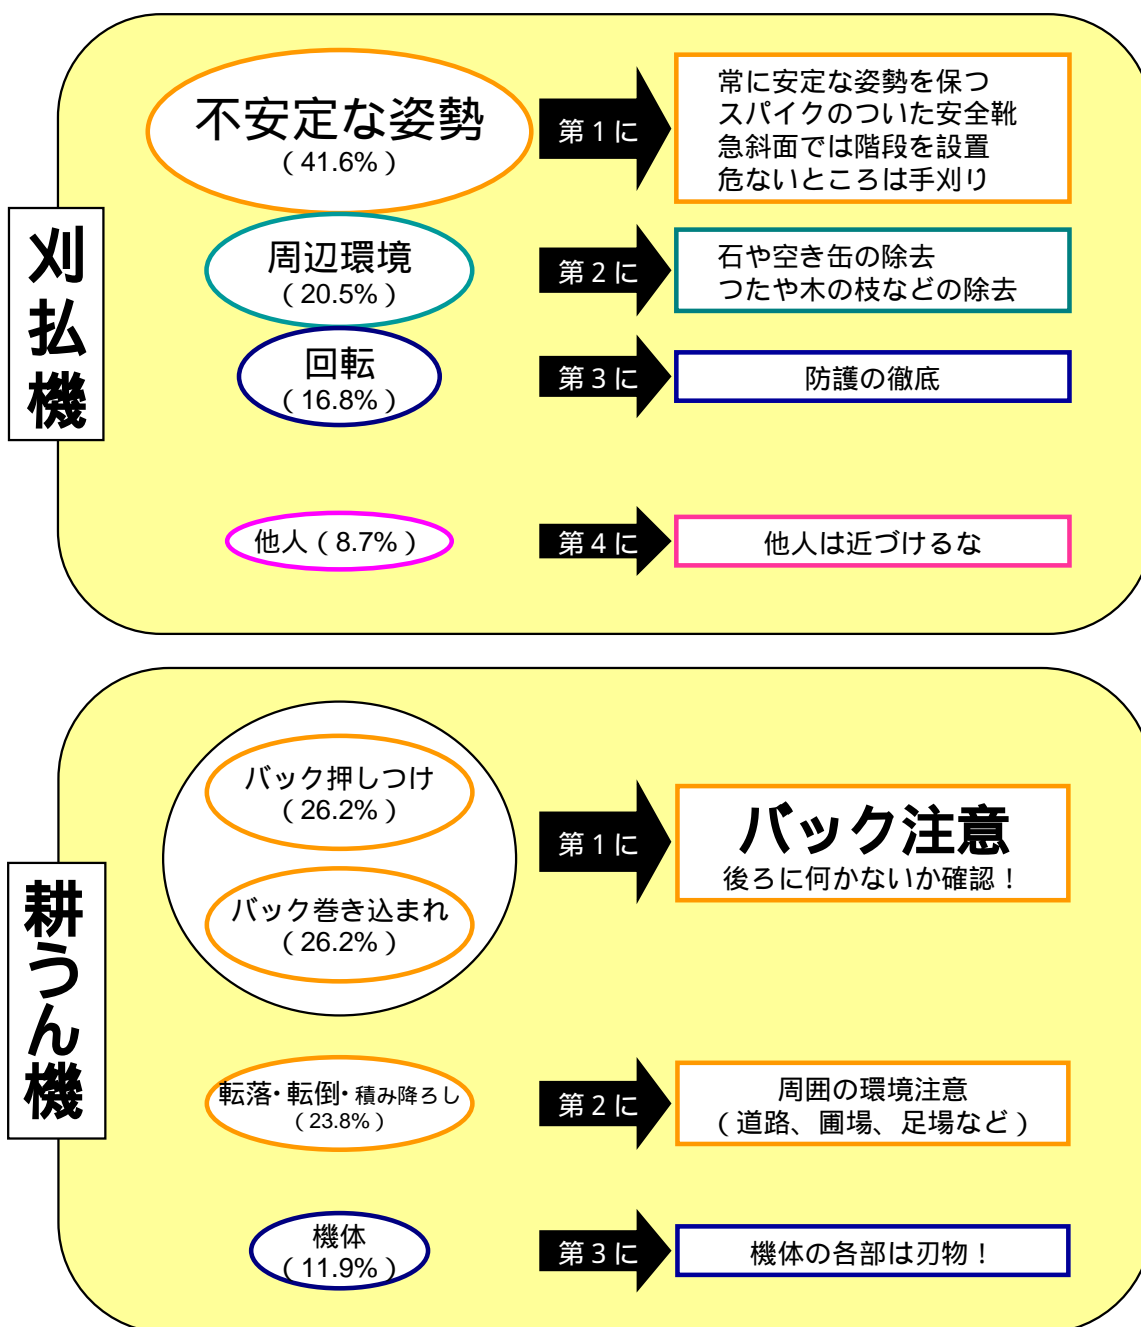 刈払機
不安定な姿勢
（41.6%）
第１に
常に安定な姿勢を保つ
スパイクのついた安全靴
急斜面では階段を設置
危ないところは手刈り
周辺環境
（20.5%）
第２に
石や空き缶の除去
つたや木の枝などの除去
回転
（16.8%）
第３に
防護の徹底
他人（8.7%）
第４に
他人は近づけるな
耕うん機
バック押しつけ
（26.2%）
バック巻き込まれ
（26.2%）
第１に
バック注意
後ろに何かないか確認！
転落・転倒・積み降ろし
（23.8%）
第２に
周囲の環境注意
（道路、圃場、足場など）
機体
（11.9%）
第３に
機体の各部は刃物！